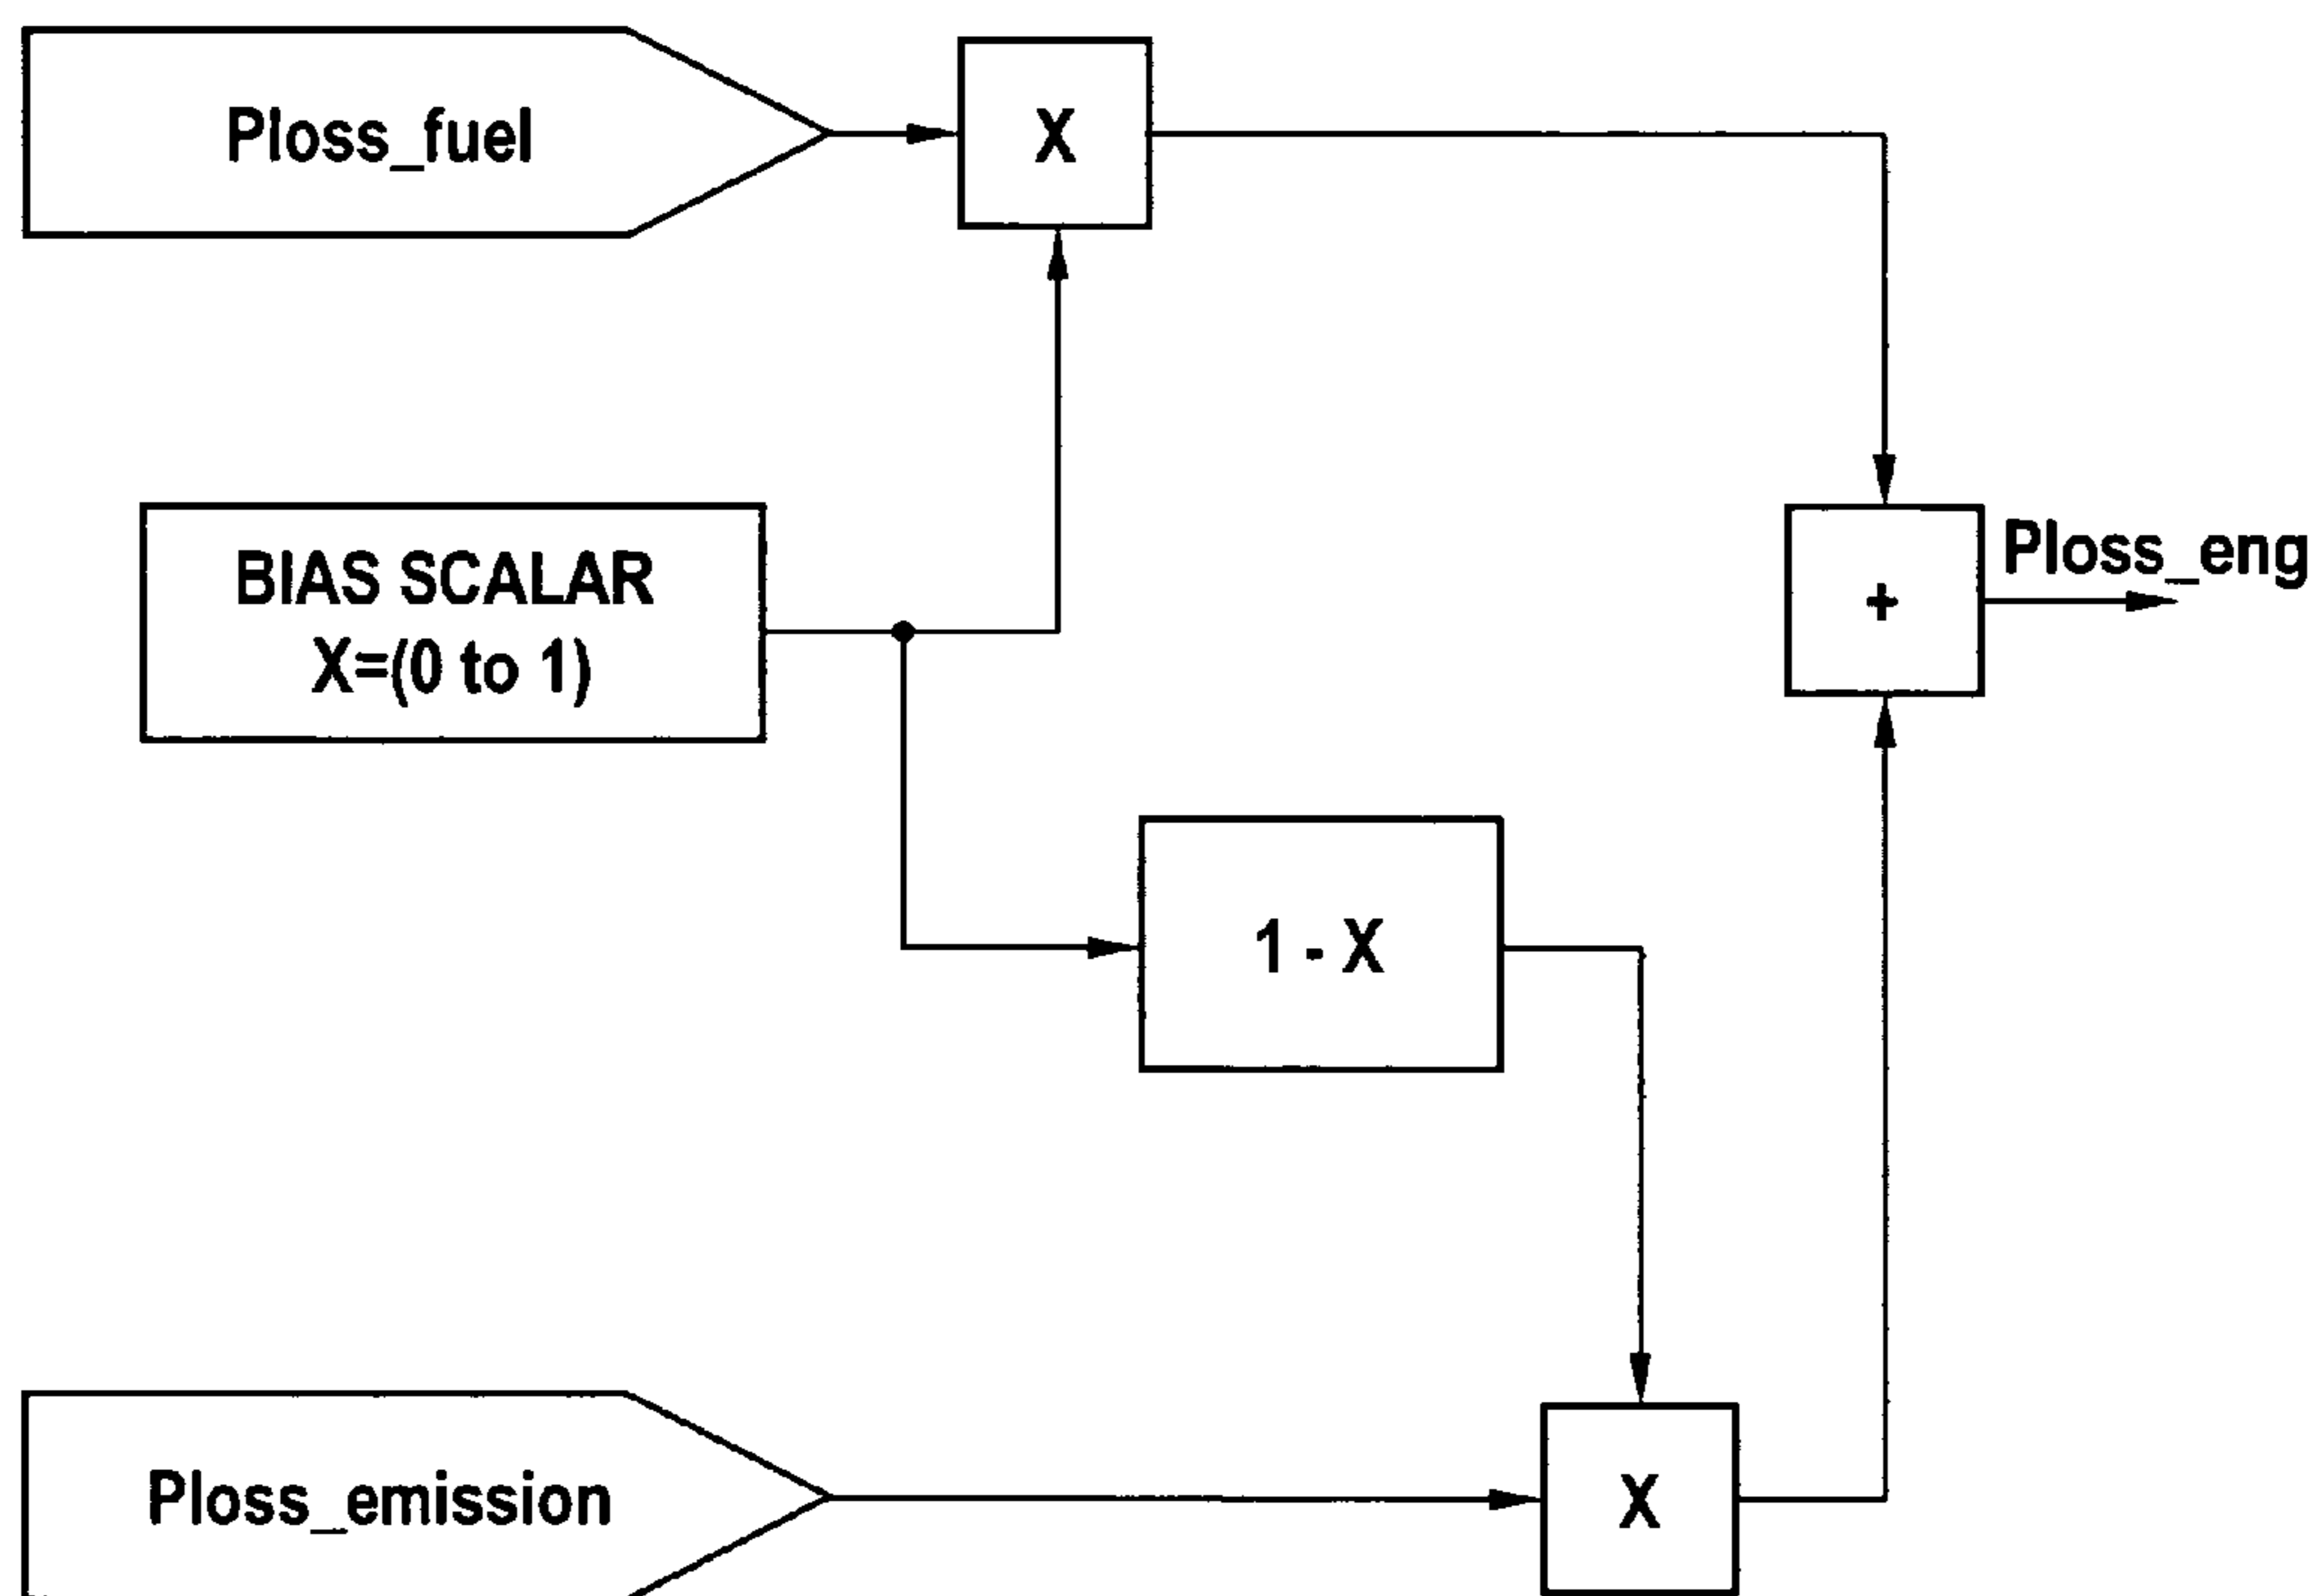 Ploss_fuel
X
BIAS SCALAR
X=(0 to 1)
Ploss_eng
+
1 - X
Ploss_emission
X